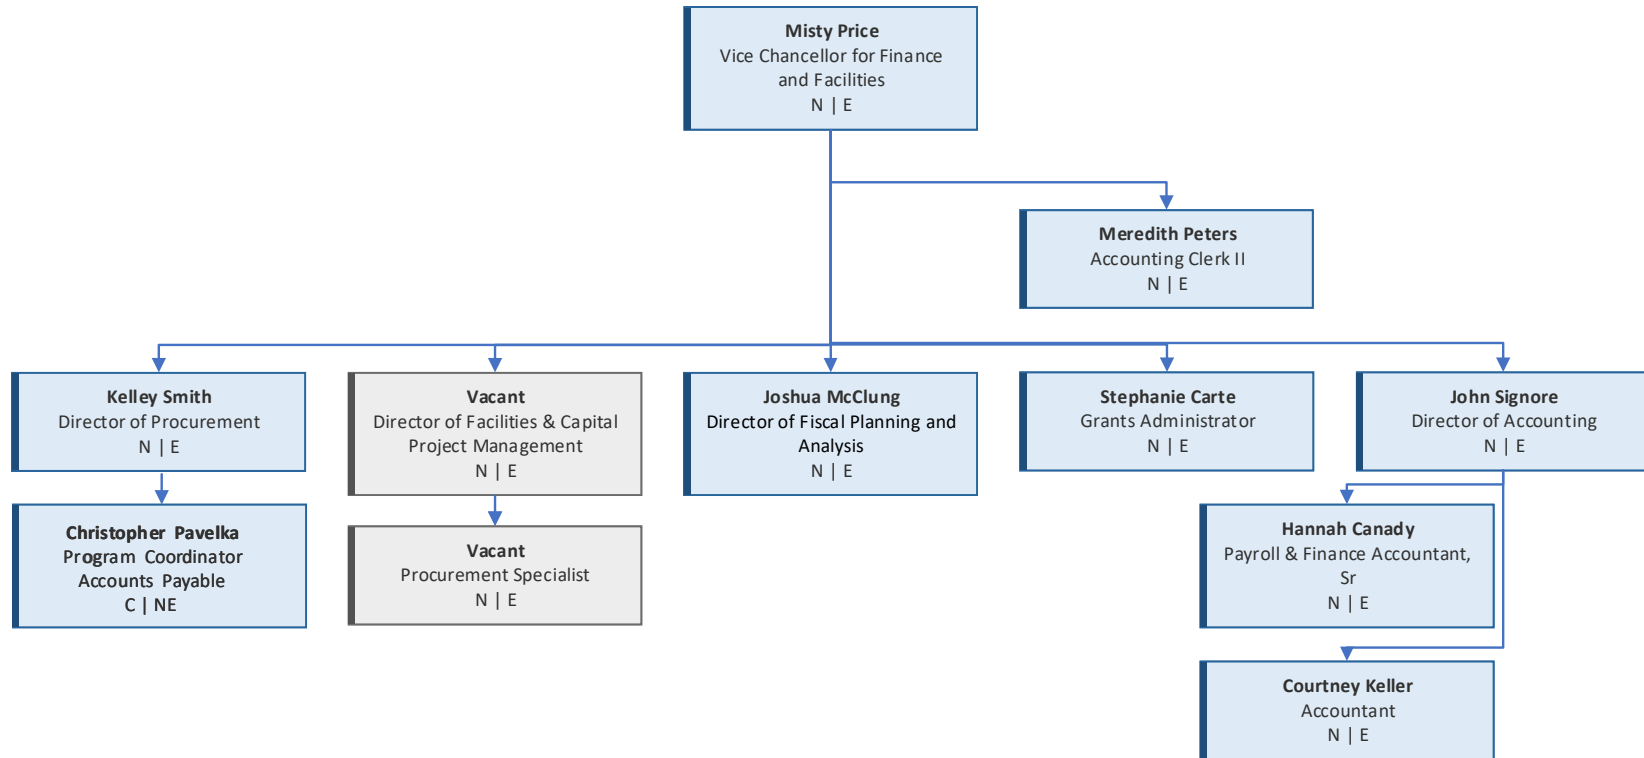 Misty Price
Vice Chancellor for Finance
and Facilities
N | E
Meredith Peters
Accounting Clerk II
N | E
Kelley Smith
Director of Procurement
N | E
Vacant
Director of Facilities & Capital
Project Management
N | E
Joshua McClung
Director of Fiscal Planning and
Analysis
N | E
Stephanie Carte
Grants Administrator
N | E
John Signore
Director of Accounting
N | E
Christopher Pavelka
Program Coordinator
Accounts Payable
C | NE
Vacant
Procurement Specialist
N | E
Hannah Canady
Payroll & Finance Accountant,
Sr
N | E
Courtney Keller
Accountant
N | E